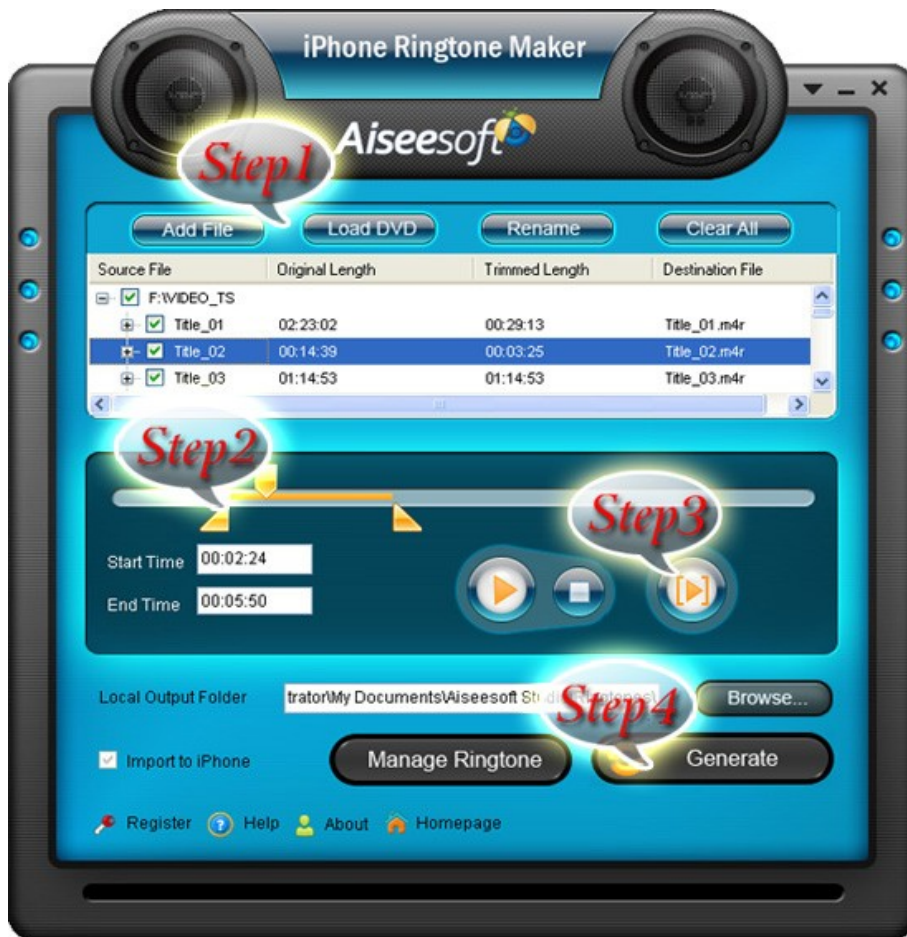 iPhone Ringtone Maker
Aiseesoft
Step1
Add File Load DVD Rename Clear All
Source File Original Length Trimmed Length Destination File
F:\VIDEO_TS
Title_01 02:23:02 00:29:13 Title_01.m4r
Title_02 00:14:39 00:03:25 Title_02.m4r
Title_03 01:14:53 01:14:53 Title_03.m4r
Step2
Step3
Start Time 00:02:24
End Time 00:05:50
Local Output Folder trator\My Documents\Aiseesoft Browse...
Step4
Import to iPhone Manage Ringtone Generate
Register Help About Homepage